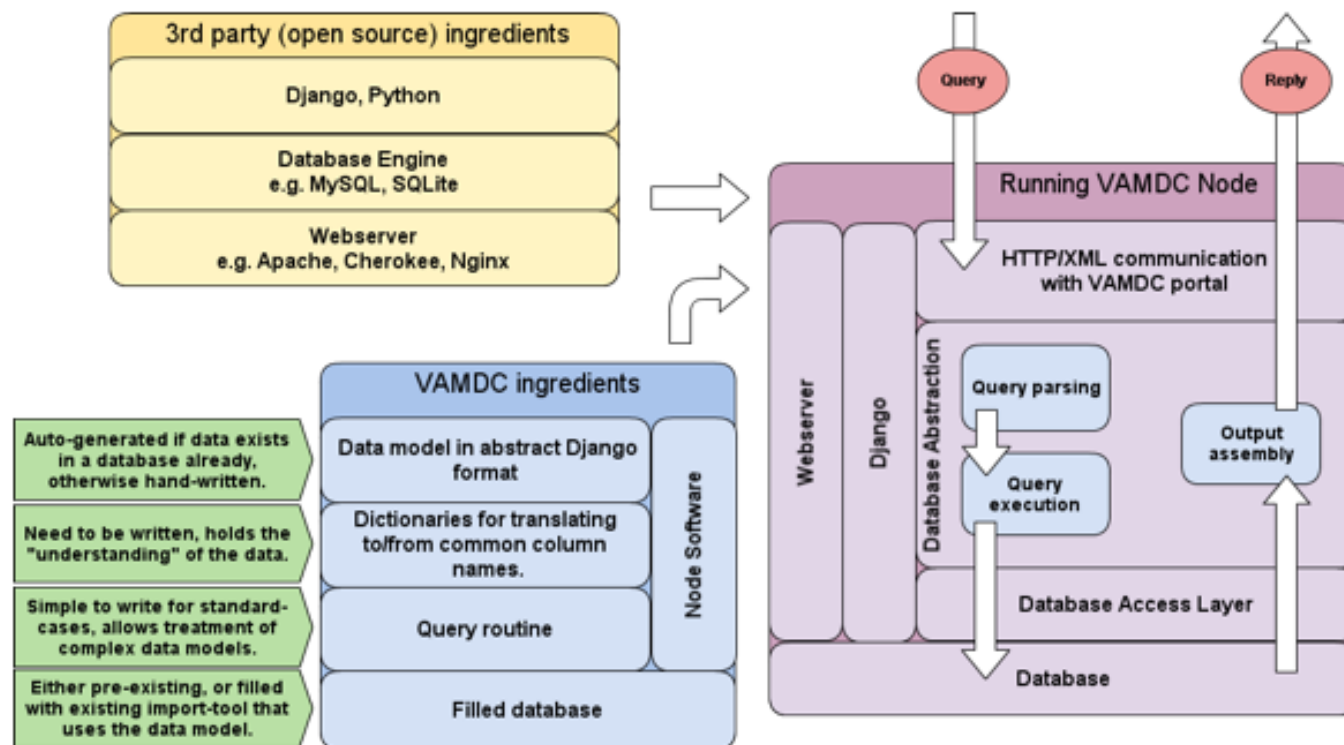 3rd party (open source) ingredients
Django, Python
Database Engine
e.g. MySQL, SQLite
Webserver
e.g. Apache, Cherokee, Nginx
Query
Reply
Running VAMDC Node
HTTP/XML communication
with VAMDC portal
Webserver
Django
Database Abstraction
Query parsing
Query
execution
Output
assembly
Database Access Layer
Database
VAMDC ingredients
Auto-generated if data exists
in a database already,
otherwise hand-written.
Data model in abstract Django
format
Need to be written, holds the
"understanding" of the data.
Dictionaries for translating
to/from common column
names.
Simple to write for standard-
cases, allows treatment of
complex data models.
Query routine
Node Software
Either pre-existing, or filled
with existing import-tool that
uses the data model.
Filled database